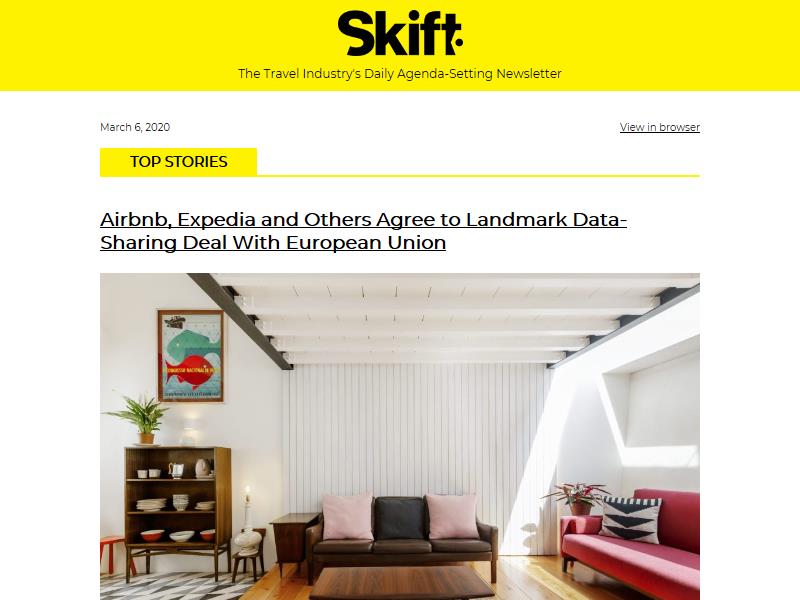 Skift
The Travel Industry's Daily Agenda-Setting Newsletter
March 6, 2020
View in browser
TOP STORIES
Airbnb, Expedia and Others Agree to Landmark Data-
Sharing Deal With European Union